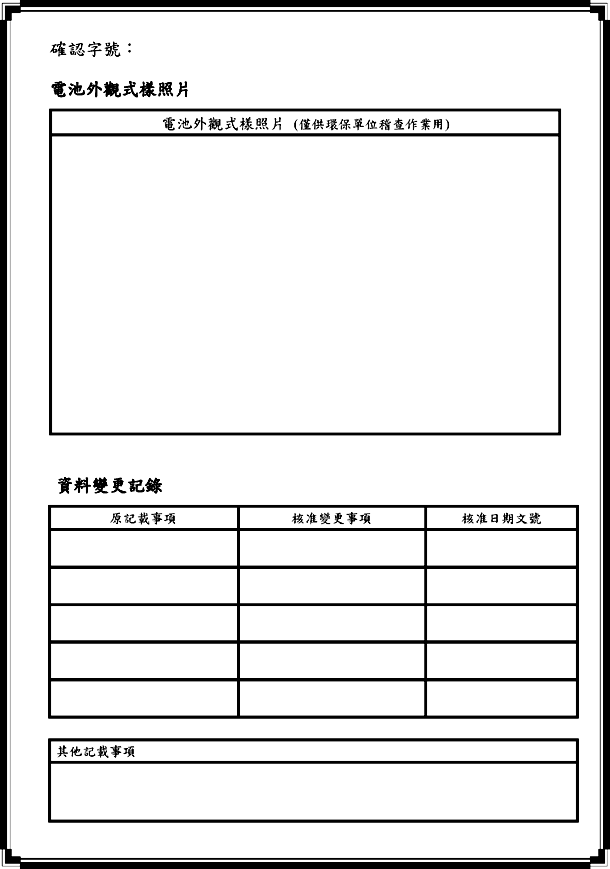 確認字號：
電池外觀式樣照片
電池外觀式樣照片 (僅供環保單位稽查作業用)
資料變更記錄
原記載事項 核准變更事項 核准日期文號
其他記載事項